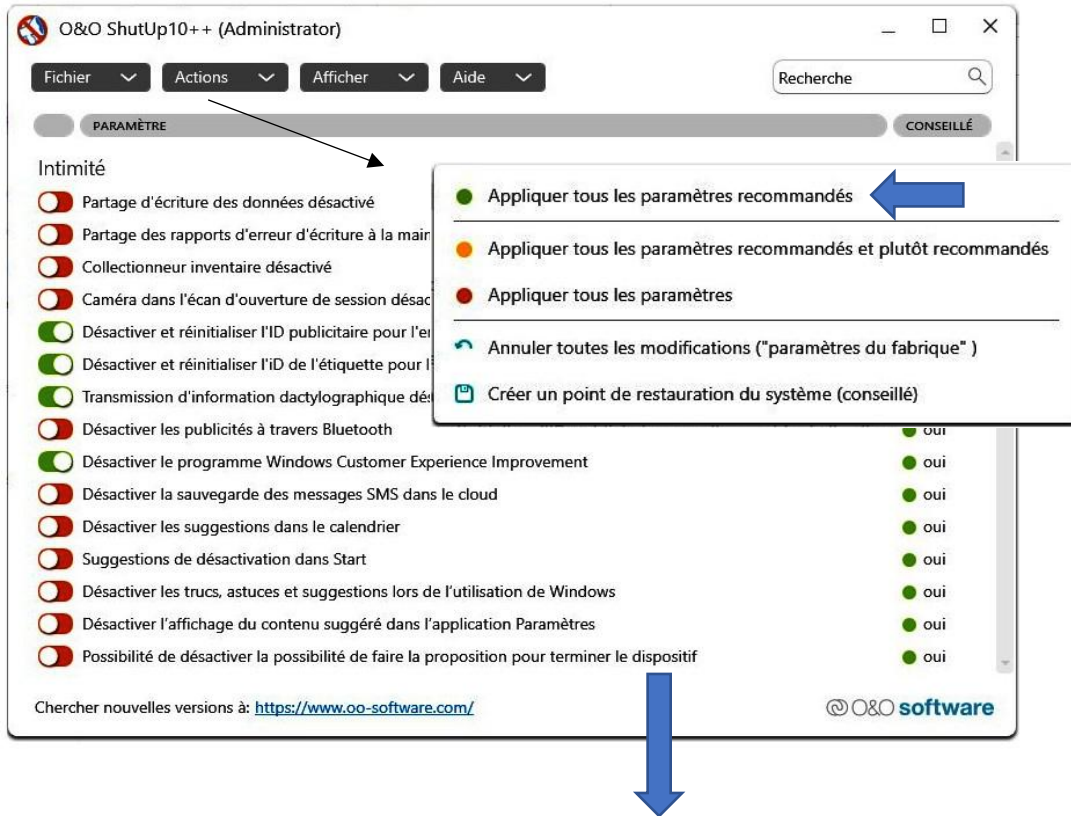 O&O ShutUp10++ (Administrator)
Fichier Actions Afficher Aide Recherche
PARAMÈTRE CONSEILLÉ
Intimité
Partage d'écriture des données désactivé
Partage des rapports d'erreur d'écriture à la main
Collectionneur inventaire désactivé
Caméra dans l'écan d'ouverture de session désac
Désactiver et réinitialiser l'ID publicitaire pour l'e
Désactiver et réinitialiser l'iD de l'étiquette pour l
Transmission d'information dactylographique dés
Appliquer tous les paramètres recommandés
Appliquer tous les paramètres recommandés et plutôt recommandés
Appliquer tous les paramètres
Annuler toutes les modifications ("paramètres du fabrique" )
Créer un point de restauration du système (conseillé)
Désactiver les publicités à travers Bluetooth oui
Désactiver le programme Windows Customer Experience Improvement oui
Désactiver la sauvegarde des messages SMS dans le cloud oui
Désactiver les suggestions dans le calendrier oui
Suggestions de désactivation dans Start oui
Désactiver les trucs, astuces et suggestions lors de l'utilisation de Windows oui
Désactiver l'affichage du contenu suggéré dans l'application Paramètres oui
Possibilité de désactiver la possibilité de faire la proposition pour terminer le dispositif oui
Chercher nouvelles versions à: https://www.oo-software.com/ O&O software